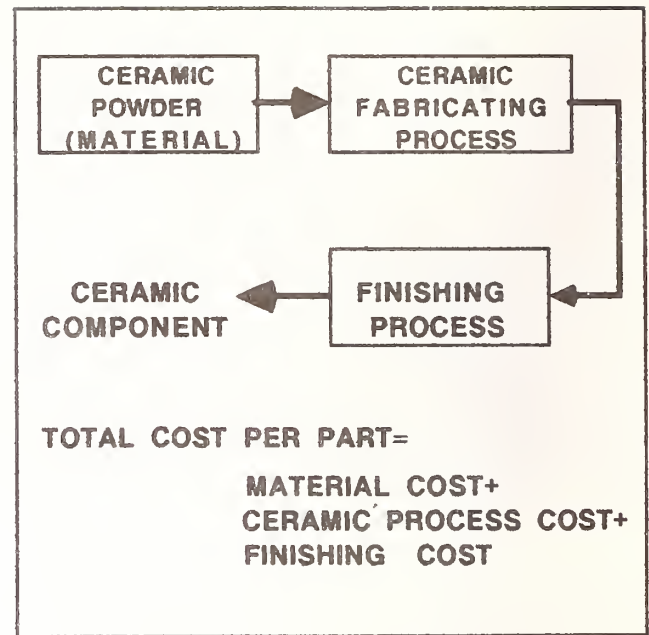 CERAMIC
POWDER
(MATERIAL)
CERAMIC
FABRICATING
PROCESS
CERAMIC
COMPONENT
FINISHING
PROCESS
TOTAL COST PER PART=
MATERIAL COST+
CERAMIC PROCESS COST+
FINISHING COST